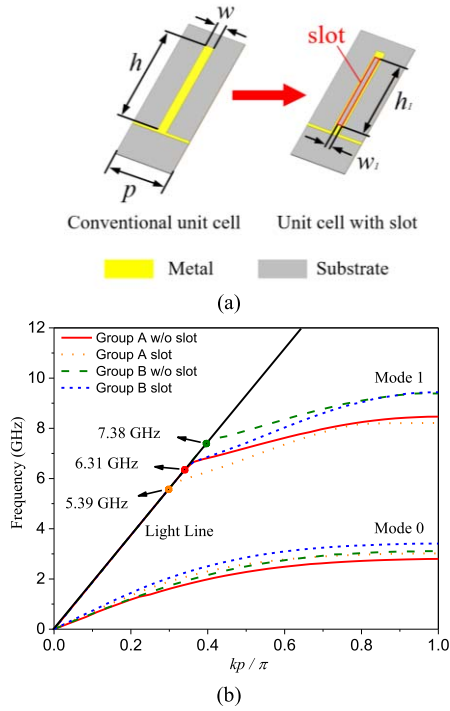 w
h
slot
h₁
w₁
p
Conventional unit cell Unit cell with slot
Metal Substrate
(a)
12
10
8
6
4
2
0
Frequency (GHz)
Group A w/o slot
Group A slot
Group B w/o slot
Group B slot
Mode 1
7.38 GHz
6.31 GHz
5.39 GHz
Light Line
Mode 0
0.0 0.2 0.4 0.6 0.8 1.0
kp / π
(b)